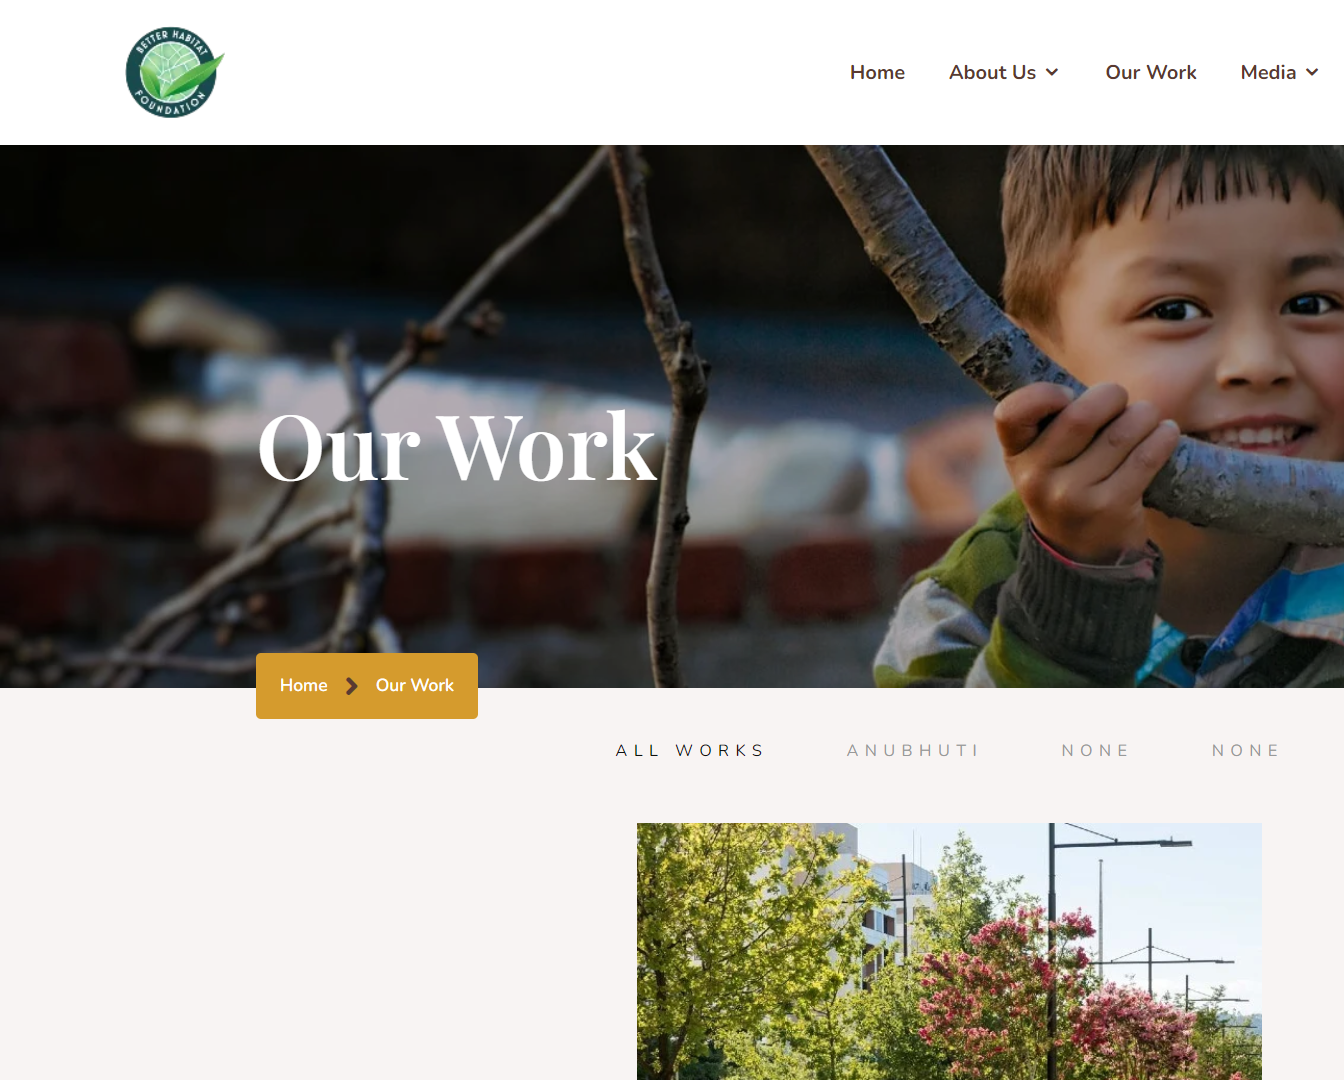 BETTER HABITAT
FOUNDATION
Home About Us Our Work Media
Our Work
Home Our Work
ALL WORKS ANUBHUTI NONE NONE